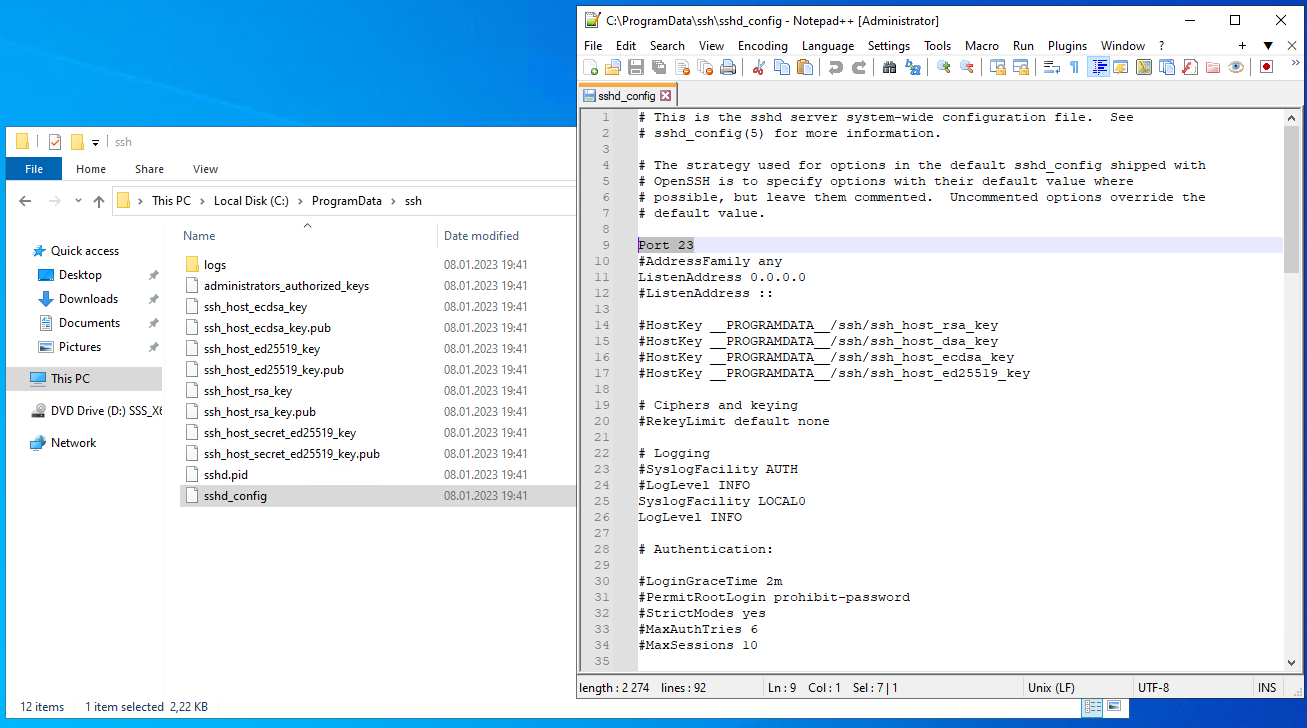 C:\ProgramData\ssh\sshd_config - Notepad++ [Administrator]
File Edit Search View Encoding Language Settings Tools Macro Run Plugins Window ? + ▼ ✕
sshd_config
1 # This is the sshd server system-wide configuration file.  See
2 # sshd_config(5) for more information.
3
4 # The strategy used for options in the default sshd_config shipped with
5 # OpenSSH is to specify options with their default value where
6 # possible, but leave them commented.  Uncommented options override the
7 # default value.
8
9 Port 23
10 #AddressFamily any
11 ListenAddress 0.0.0.0
12 #ListenAddress ::
13
14 #HostKey __PROGRAMDATA__/ssh/ssh_host_rsa_key
15 #HostKey __PROGRAMDATA__/ssh/ssh_host_dsa_key
16 #HostKey __PROGRAMDATA__/ssh/ssh_host_ecdsa_key
17 #HostKey __PROGRAMDATA__/ssh/ssh_host_ed25519_key
18
19 # Ciphers and keying
20 #RekeyLimit default none
21
22 # Logging
23 #SyslogFacility AUTH
24 #LogLevel INFO
25 SyslogFacility LOCAL0
26 LogLevel INFO
27
28 # Authentication:
29
30 #LoginGraceTime 2m
31 #PermitRootLogin prohibit-password
32 #StrictModes yes
33 #MaxAuthTries 6
34 #MaxSessions 10
35
length : 2 274 lines : 92 Ln : 9 Col : 1 Sel : 7 | 1 Unix (LF) UTF-8 INS
ssh
File Home Share View
This PC Local Disk (C:) ProgramData ssh
Quick access
Desktop
Downloads
Documents
Pictures
This PC
DVD Drive (D:) SSS_X6
Network
Name Date modified
logs 08.01.2023 19:41
administrators_authorized_keys 08.01.2023 19:41
ssh_host_ecdsa_key 08.01.2023 19:41
ssh_host_ecdsa_key.pub 08.01.2023 19:41
ssh_host_ed25519_key 08.01.2023 19:41
ssh_host_ed25519_key.pub 08.01.2023 19:41
ssh_host_rsa_key 08.01.2023 19:41
ssh_host_rsa_key.pub 08.01.2023 19:41
ssh_host_secret_ed25519_key 08.01.2023 19:41
ssh_host_secret_ed25519_key.pub 08.01.2023 19:41
sshd.pid 08.01.2023 19:41
sshd_config 08.01.2023 19:41
12 items 1 item selected 2,22 KB